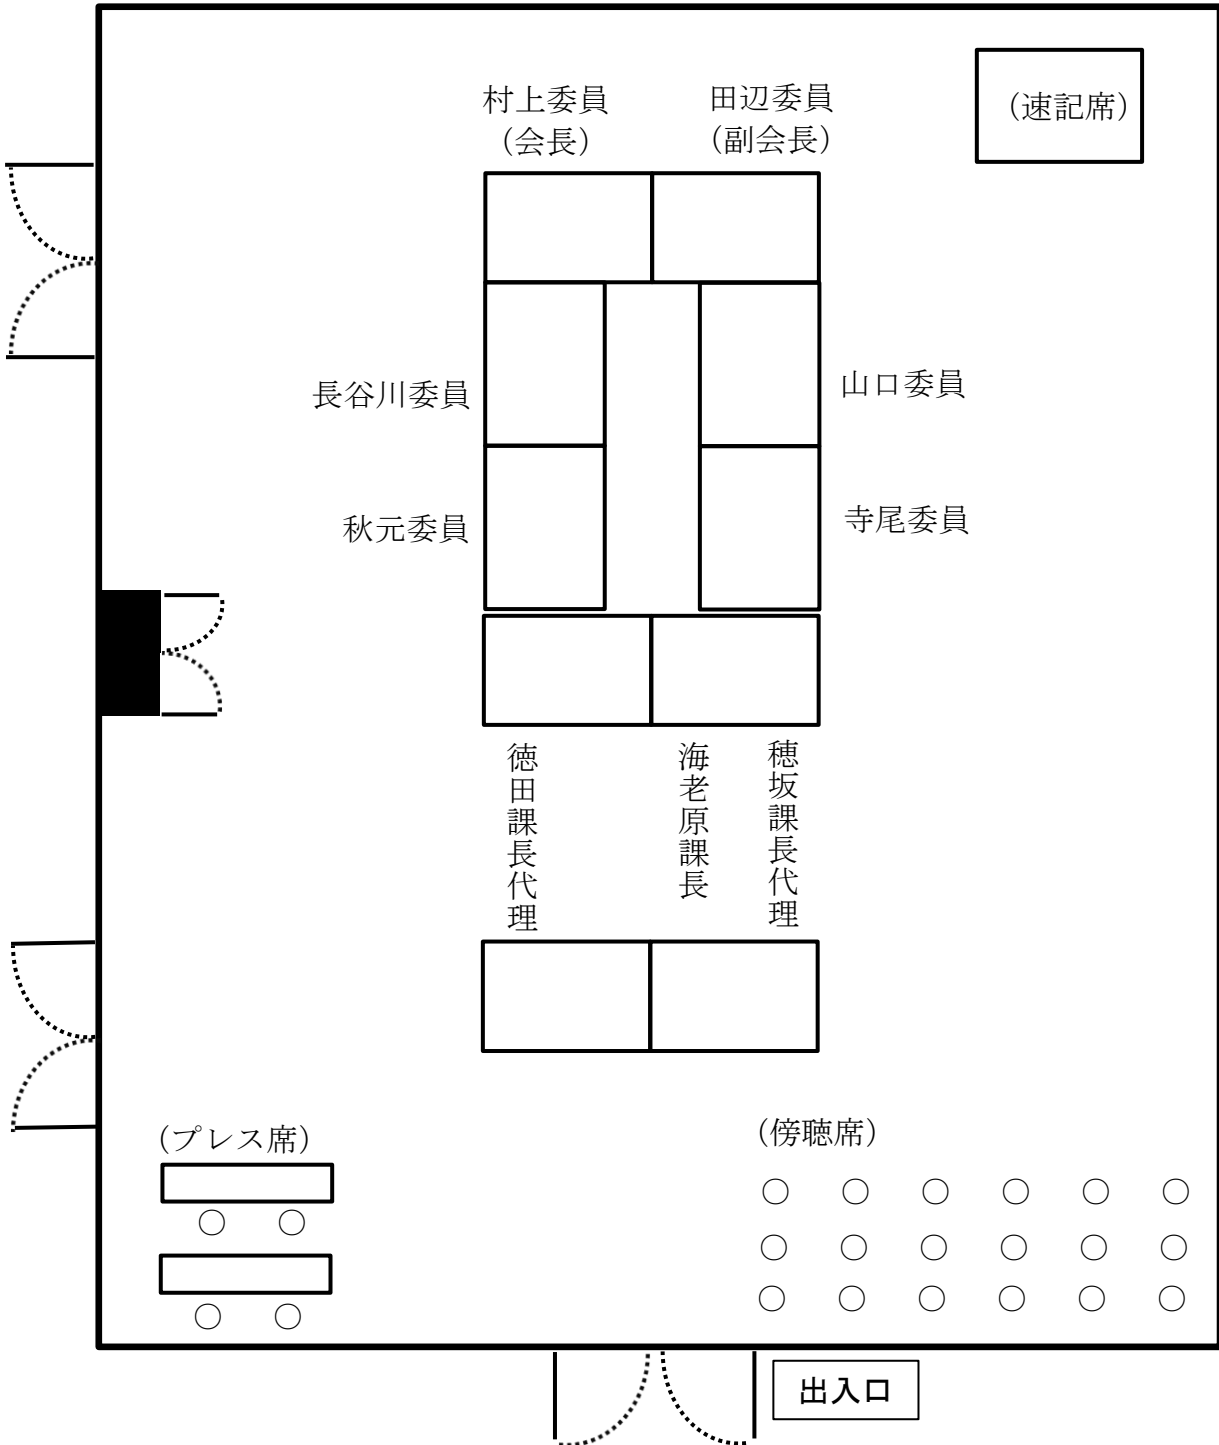 村上委員
(会長)
田辺委員
(副会長)
(速記席)
長谷川委員
山口委員
秋元委員
寺尾委員
徳田課長代理
海老原課長
穂坂課長代理
(プレス席)
(傍聴席)
出入口